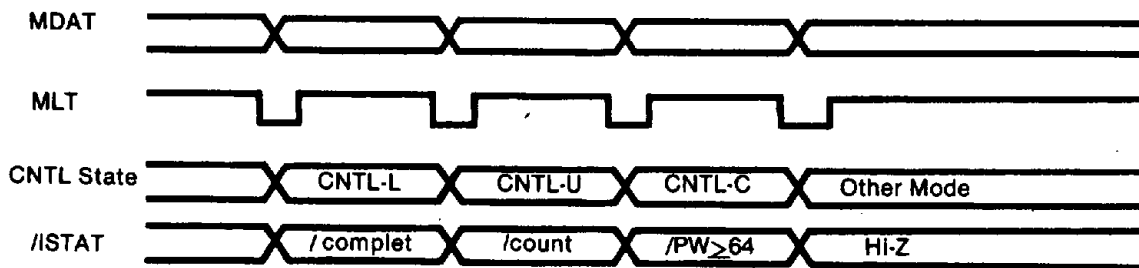 MDAT
MLT
CNTL State CNTL-L CNTL-U CNTL-C Other Mode
/ISTAT / complet /count /PW≥64 Hi-Z